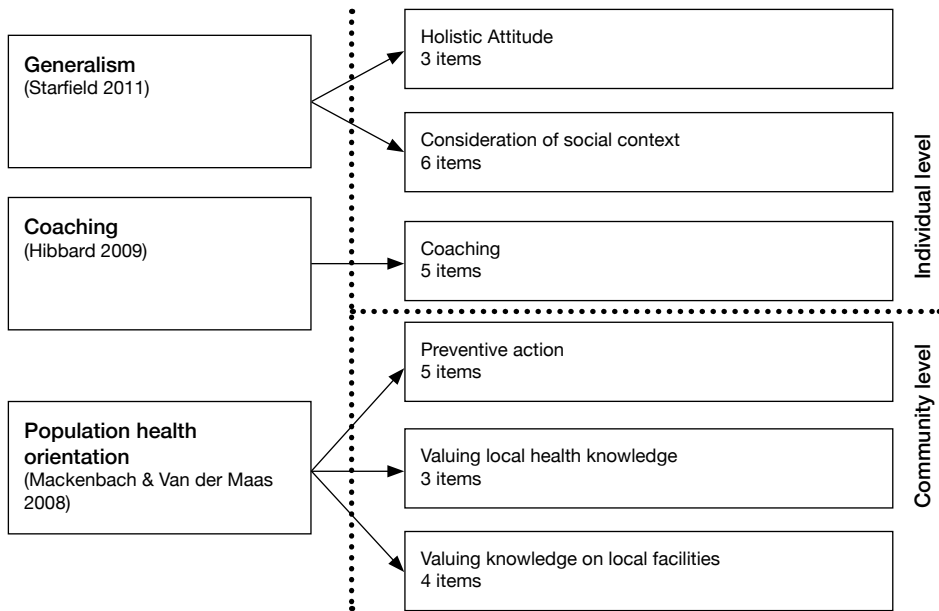 Generalism
(Starfield 2011)
Coaching
(Hibbard 2009)
Population health
orientation
(Mackenbach & Van der Maas
2008)
Holistic Attitude
3 items
Consideration of social context
6 items
Coaching
5 items
Preventive action
5 items
Valuing local health knowledge
3 items
Valuing knowledge on local facilities
4 items
Individual level
Community level